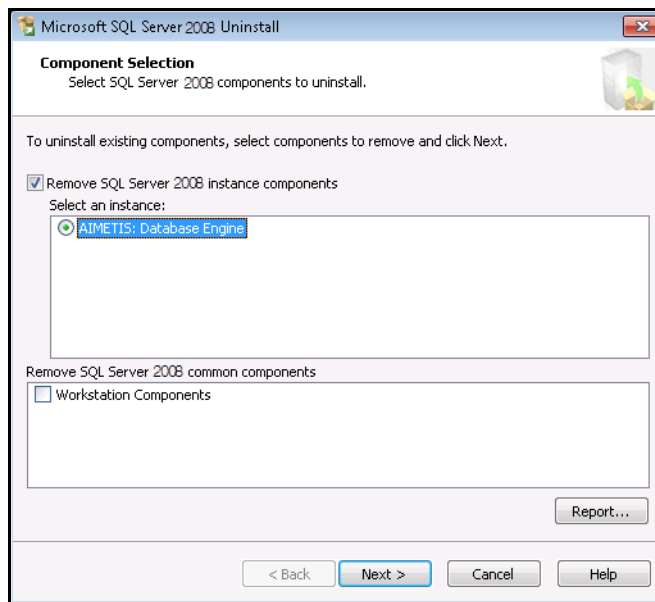 Microsoft SQL Server 2008 Uninstall
Component Selection
Select SQL Server 2008 components to uninstall.
To uninstall existing components, select components to remove and click Next.
Remove SQL Server 2008 instance components
Select an instance:
AIMETIS: Database Engine
Remove SQL Server 2008 common components
Workstation Components
Report...
< Back
Next >
Cancel
Help